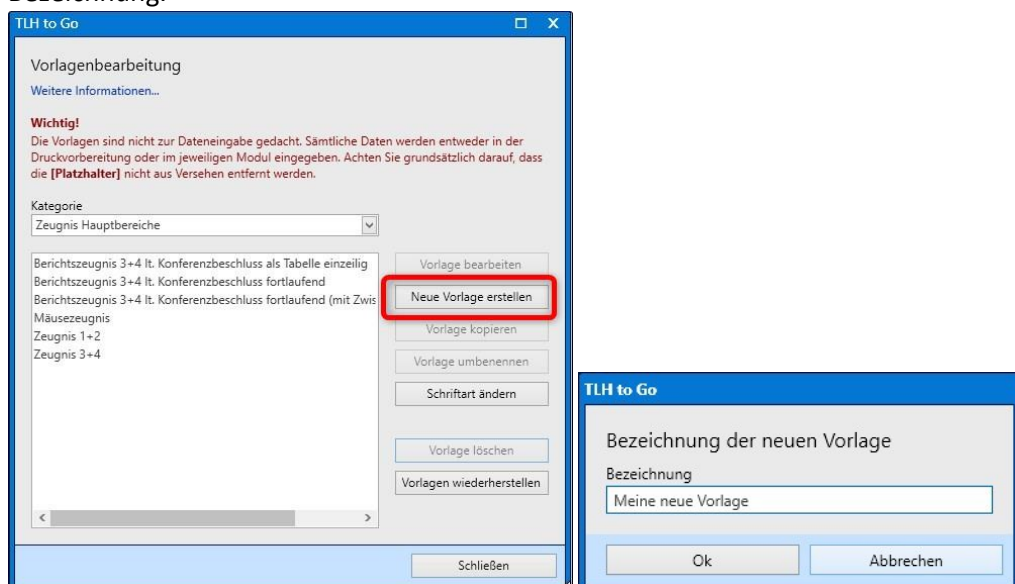 Bezeichnung.
TLH to Go
Vorlagenbearbeitung
Weitere Informationen...
Wichtig!
Die Vorlagen sind nicht zur Dateneingabe gedacht. Sämtliche Daten werden entweder in der
Druckvorbereitung oder im jeweiligen Modul eingegeben. Achten Sie grundsätzlich darauf, dass
die [Platzhalter] nicht aus Versehen entfernt werden.
Kategorie
Zeugnis Hauptbereiche
Berichtszeugnis 3+4 lt. Konferenzbeschluss als Tabelle einzeilig
Berichtszeugnis 3+4 lt. Konferenzbeschluss fortlaufend
Berichtszeugnis 3+4 lt. Konferenzbeschluss fortlaufend (mit Zwis
Mäusezeugnis
Zeugnis 1+2
Zeugnis 3+4
Vorlage bearbeiten
Neue Vorlage erstellen
Vorlage kopieren
Vorlage umbenennen
Schriftart ändern
Vorlage löschen
Vorlagen wiederherstellen
Schließen
TLH to Go
Bezeichnung der neuen Vorlage
Bezeichnung
Meine neue Vorlage
Ok
Abbrechen